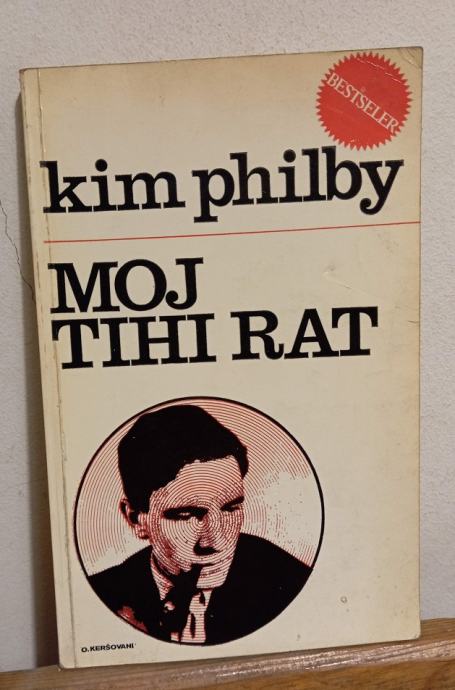 BESTSELER
kim philby
MOJ
TIHI RAT
O. KERŠOVANI